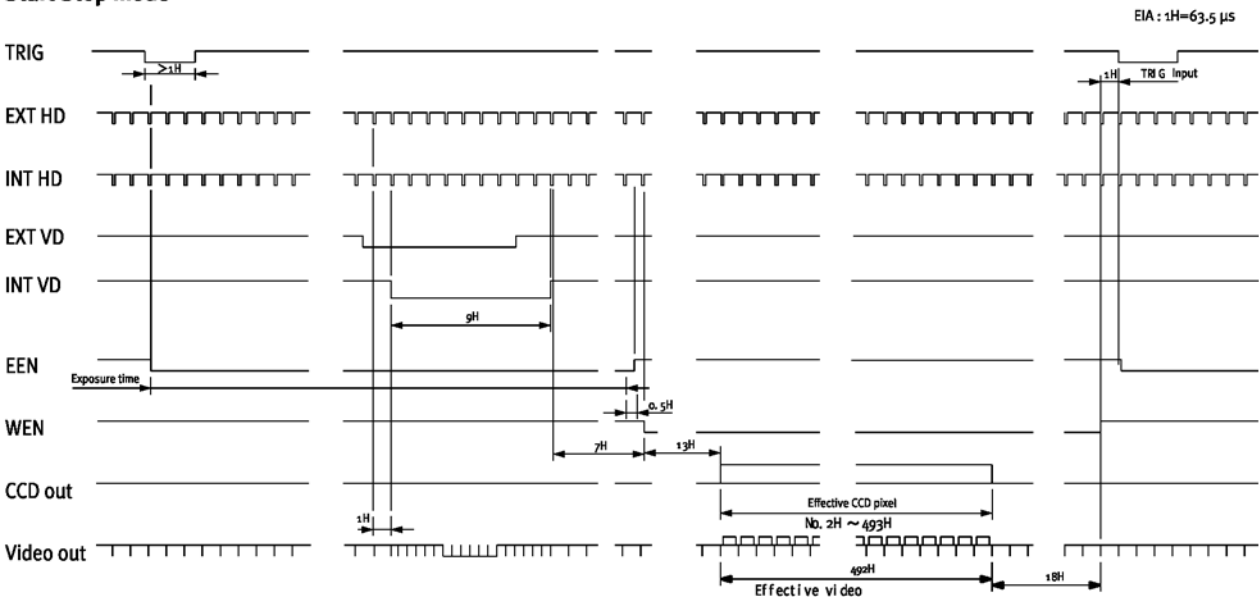 EIA : 1H=63.5 µs
TRIG
>1H
1H
TRIG Input
EXT HD
INT HD
EXT VD
INT VD
9H
EEN
Exposure time
0. 5H
WEN
7H
13H
CCD out
Effective CCD pixel
1H
No. 2H ~ 493H
Video out
492H
18H
Effective video